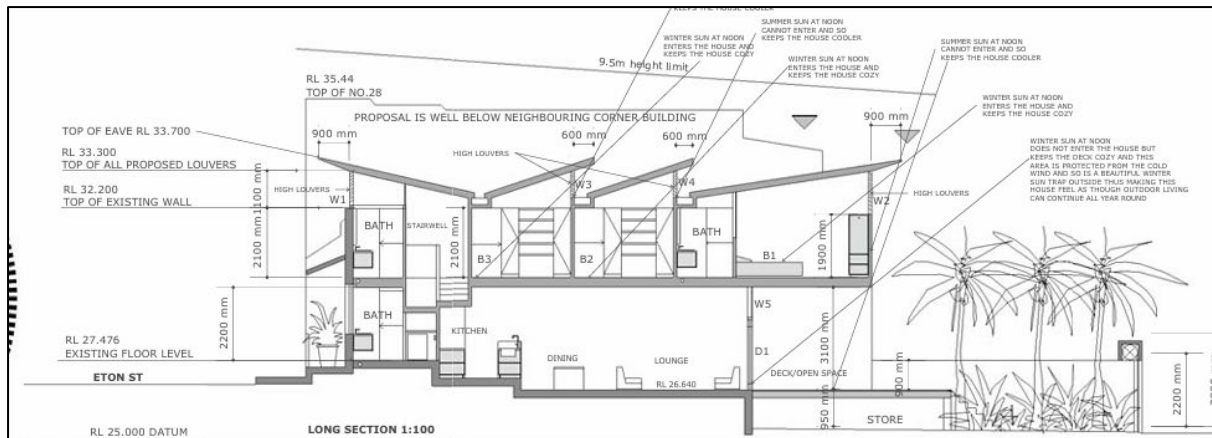 KEEPS THE HOUSE COOLER
WINTER SUN AT NOON
ENTERS THE HOUSE AND
KEEPS THE HOUSE COZY
SUMMER SUN AT NOON
CANNOT ENTER AND SO
KEEPS THE HOUSE COOLER
SUMMER SUN AT NOON
CANNOT ENTER AND SO
KEEPS THE HOUSE COOLER
WINTER SUN AT NOON
ENTERS THE HOUSE AND
KEEPS THE HOUSE COZY
9.5m height limit
RL 35.44
TOP OF NO.28
WINTER SUN AT NOON
ENTERS THE HOUSE AND
KEEPS THE HOUSE COZY
PROPOSAL IS WELL BELOW NEIGHBOURING CORNER BUILDING
900 mm
TOP OF EAVE RL 33.700
900 mm
600 mm
600 mm
WINTER SUN AT NOON
DOES NOT ENTER THE HOUSE BUT
KEEPS THE DECK COZY AND THIS
AREA IS PROTECTED FROM THE COLD
WIND AND SO IS A BEAUTIFUL WINTER
SUN TRAP OUTSIDE THUS MAKING THIS
HOUSE FEEL AS THOUGH OUTDOOR LIVING
CAN CONTINUE ALL YEAR ROUND
RL 33.300
TOP OF ALL PROPOSED LOUVERS
HIGH LOUVERS
RL 32.200
TOP OF EXISTING WALL
1100 mm
HIGH LOUVERS
W1
W3
W4
HIGH LOUVERS
W2
2100 mm
BATH
STAIRWELL
2100 mm
B3
B2
BATH
B1
1900 mm
2200 mm
BATH
KITCHEN
W5
RL 27.476
EXISTING FLOOR LEVEL
DINING
LOUNGE
D1
3100 mm
RL 26.640
DECK/OPEN SPACE
900 mm
2200 mm
ETON ST
950 mm
STORE
RL 25.000 DATUM
LONG SECTION 1:100